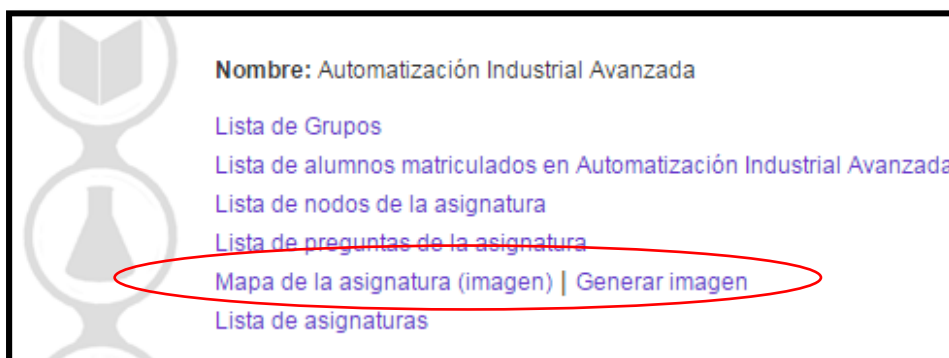 Nombre: Automatización Industrial Avanzada
Lista de Grupos
Lista de alumnos matriculados en Automatización Industrial Avanzada
Lista de nodos de la asignatura
Lista de preguntas de la asignatura
Mapa de la asignatura (imagen) | Generar imagen
Lista de asignaturas